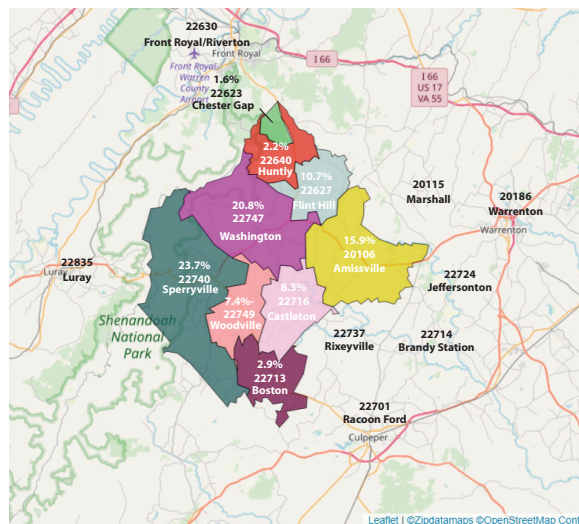 22630
Front Royal/Riverton
Front Royal
Front Royal-
Warren
County
Airport
I 66
I 66
US 17
VA 55
1.6%
22623
Chester Gap
2.2%
22640
Huntly
10.7%
22627
Flint Hill
20115
Marshall
20186
Warrenton
Warrenton
20.8%
22747
Washington
15.9%
20106
Amissville
22835
Luray
Luray
23.7%
22740
Sperryville
22724
Jeffersonton
8.3%
22716
Castleton
7.4%-
22749
Woodville
Shenandoah
National
Park
22737
Rixeyville
22714
Brandy Station
2.9%
22713
Boston
22701
Racoon Ford
Culpeper
Leaflet | ©Zipdatamaps ©OpenStreetMap Cont